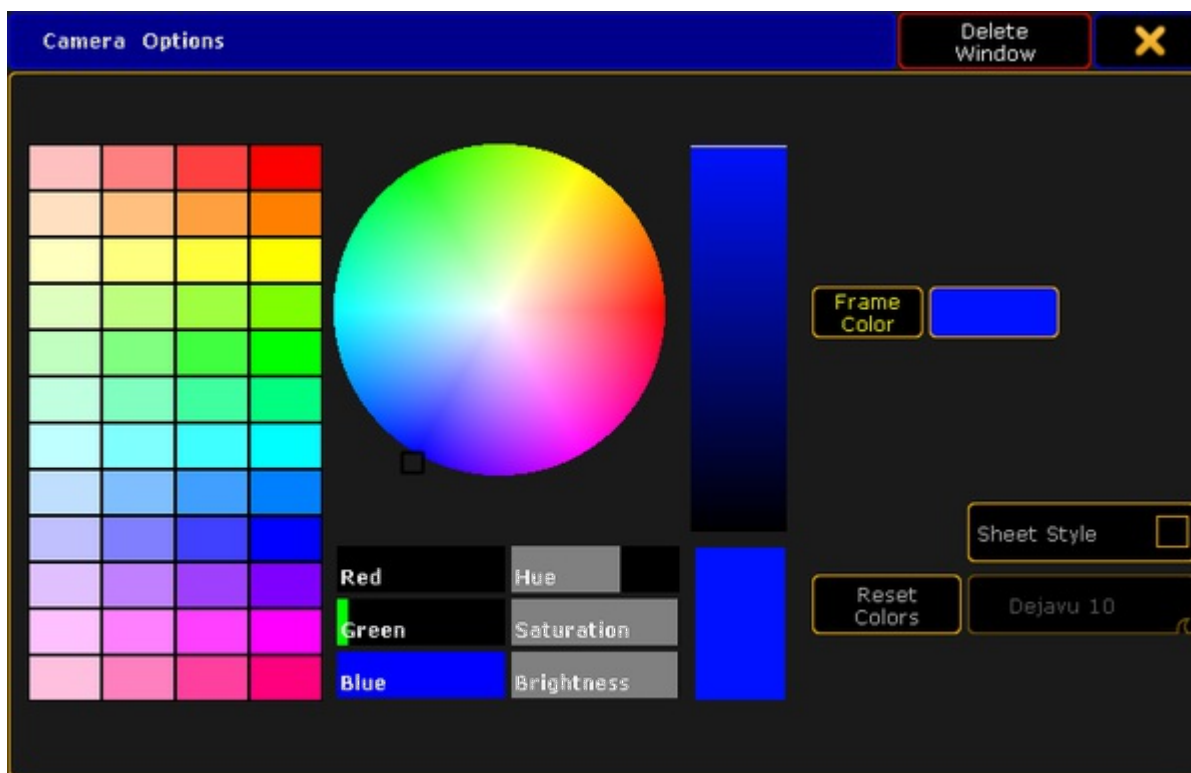 Camera Options
Delete
Window
Frame
Color
Sheet Style
Red
Hue
Reset
Colors
Dejavu 10
Green
Saturation
Blue
Brightness